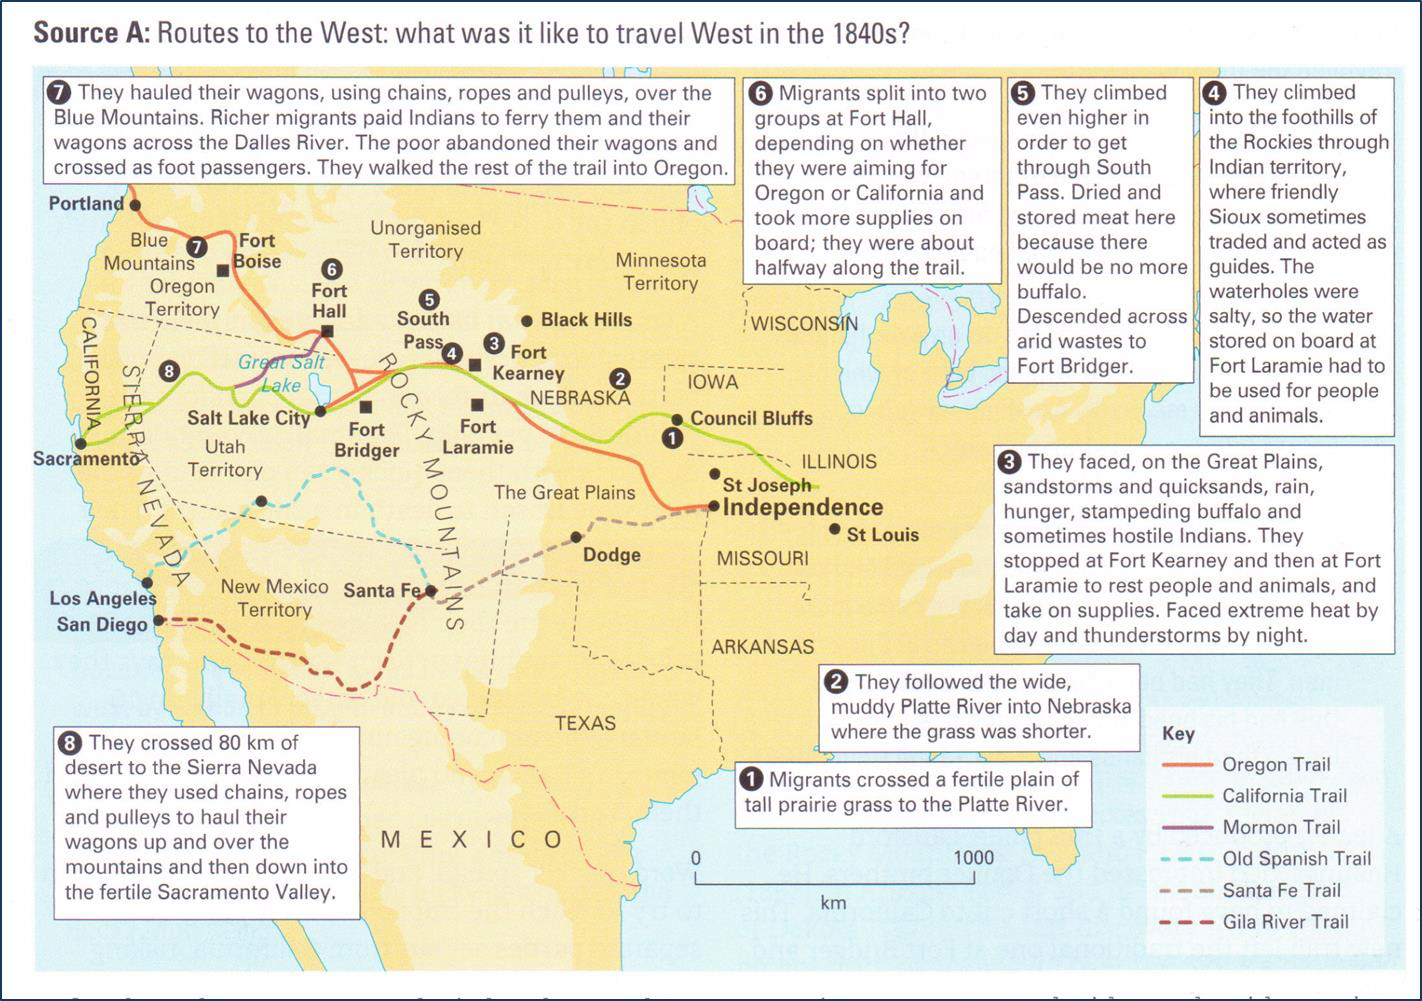 Source A: Routes to the West: what was it like to travel West in the 1840s?
7 They hauled their wagons, using chains, ropes and pulleys, over the
Blue Mountains. Richer migrants paid Indians to ferry them and their
wagons across the Dalles River. The poor abandoned their wagons and
crossed as foot passengers. They walked the rest of the trail into Oregon.
6 Migrants split into two
groups at Fort Hall,
depending on whether
they were aiming for
Oregon or California and
took more supplies on
board; they were about
halfway along the trail.
5 They climbed
even higher in
order to get
through South
Pass. Dried and
stored meat here
because there
would be no more
buffalo.
Descended across
arid wastes to
Fort Bridger.
4 They climbed
into the foothills of
the Rockies through
Indian territory,
where friendly
Sioux sometimes
traded and acted as
guides. The
waterholes were
salty, so the water
stored on board at
Fort Laramie had to
be used for people
and animals.
Portland
Blue
Mountains
7
Fort
Boise
Oregon
Territory
6
Fort
Hall
Unorganised
Territory
Minnesota
Territory
5
South
Pass
4
3
Fort
Kearney
Black Hills
WISCONSIN
CALIFORNIA
SIERRA NEVADA
8
Great Salt
Lake
ROCKY MOUNTAINS
2
NEBRASKA
IOWA
Salt Lake City
Fort
Bridger
Fort
Laramie
Council Bluffs
1
Sacramento
Utah
Territory
ILLINOIS
The Great Plains
St Joseph
Independence
St Louis
Dodge
MISSOURI
New Mexico
Territory
Santa Fe
Los Angeles
San Diego
ARKANSAS
TEXAS
MEXICO
3 They faced, on the Great Plains,
sandstorms and quicksands, rain,
hunger, stampeding buffalo and
sometimes hostile Indians. They
stopped at Fort Kearney and then at Fort
Laramie to rest people and animals, and
take on supplies. Faced extreme heat by
day and thunderstorms by night.
2 They followed the wide,
muddy Platte River into Nebraska
where the grass was shorter.
1 Migrants crossed a fertile plain of
tall prairie grass to the Platte River.
8 They crossed 80 km of
desert to the Sierra Nevada
where they used chains, ropes
and pulleys to haul their
wagons up and over the
mountains and then down into
the fertile Sacramento Valley.
0 1000
km
Key
Oregon Trail
California Trail
Mormon Trail
Old Spanish Trail
Santa Fe Trail
Gila River Trail